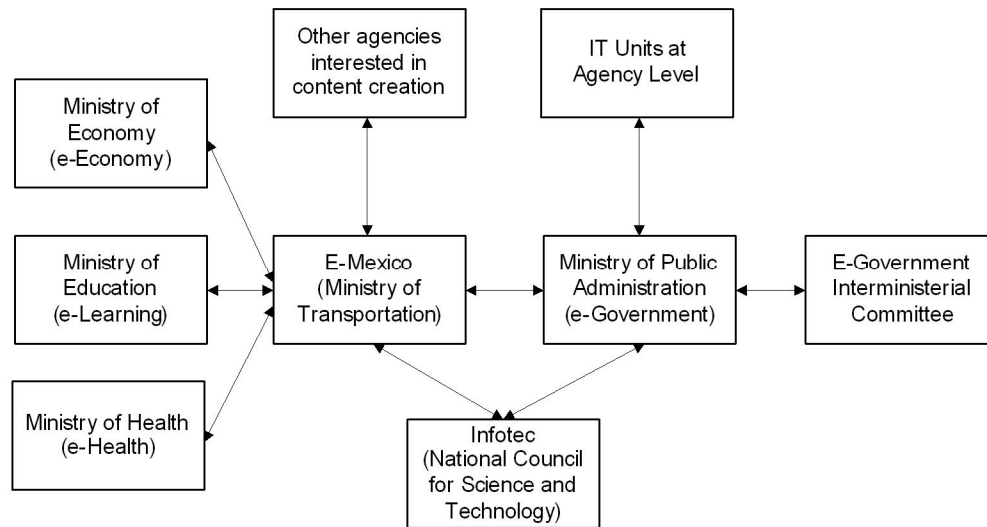 Other agencies
interested in
content creation
IT Units at
Agency Level
Ministry of
Economy
(e-Economy)
Ministry of
Education
(e-Learning)
E-Mexico
(Ministry of
Transportation)
Ministry of Public
Administration
(e-Government)
E-Government
Interministerial
Committee
Ministry of Health
(e-Health)
Infotec
(National Council
for Science and
Technology)